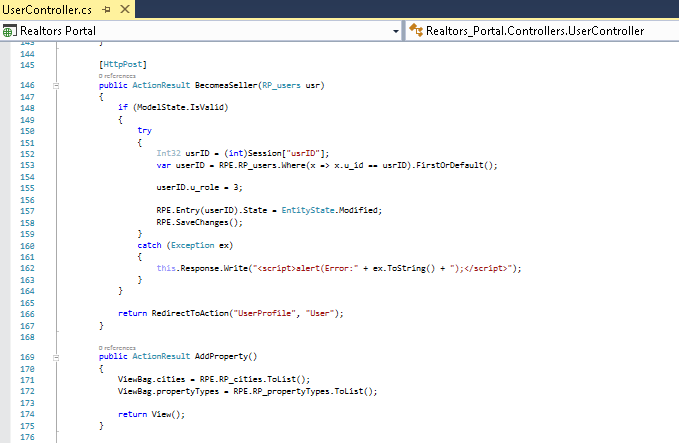 UserController.cs
Realtors Portal
Realtors_Portal.Controllers.UserController
143 }
144
145 [HttpPost]
0 references
146 public ActionResult BecomeaSeller(RP_users usr)
147 {
148 if (ModelState.IsValid)
149 {
150 try
151 {
152 Int32 usrID = (int)Session["usrID"];
153 var userID = RPE.RP_users.Where(x => x.u_id == usrID).FirstOrDefault();
154
155 userID.u_role = 3;
156
157 RPE.Entry(userID).State = EntityState.Modified;
158 RPE.SaveChanges();
159 }
160 catch (Exception ex)
161 {
162 this.Response.Write("<script>alert(Error:" + ex.ToString() + ");</script>");
163 }
164 }
165
166 return RedirectToAction("UserProfile", "User");
167 }
168
0 references
169 public ActionResult AddProperty()
170 {
171 ViewBag.cities = RPE.RP_cities.ToList();
172 ViewBag.propertyTypes = RPE.RP_propertyTypes.ToList();
173
174 return View();
175 }
176